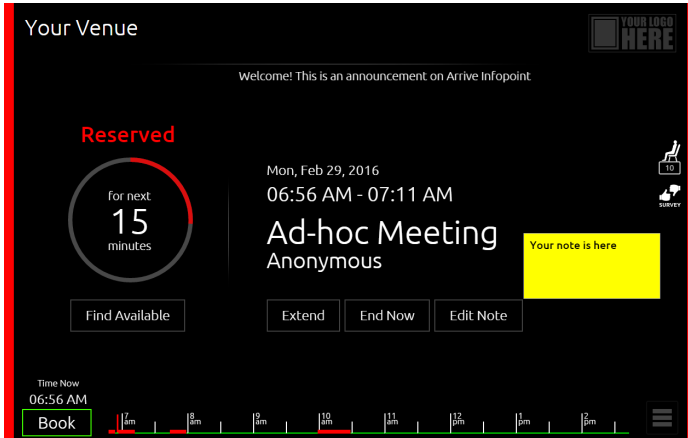 Your Venue
YOUR LOGO
HERE
Welcome! This is an announcement on Arrive Infopoint
Reserved
for next
15
minutes
Mon, Feb 29, 2016
06:56 AM - 07:11 AM
Ad-hoc Meeting
Anonymous
10
SURVEY
Your note is here
Find Available
Extend
End Now
Edit Note
Time Now
06:56 AM
Book
7 am
8 am
9 am
10 am
11 am
12 pm
1 pm
2 pm